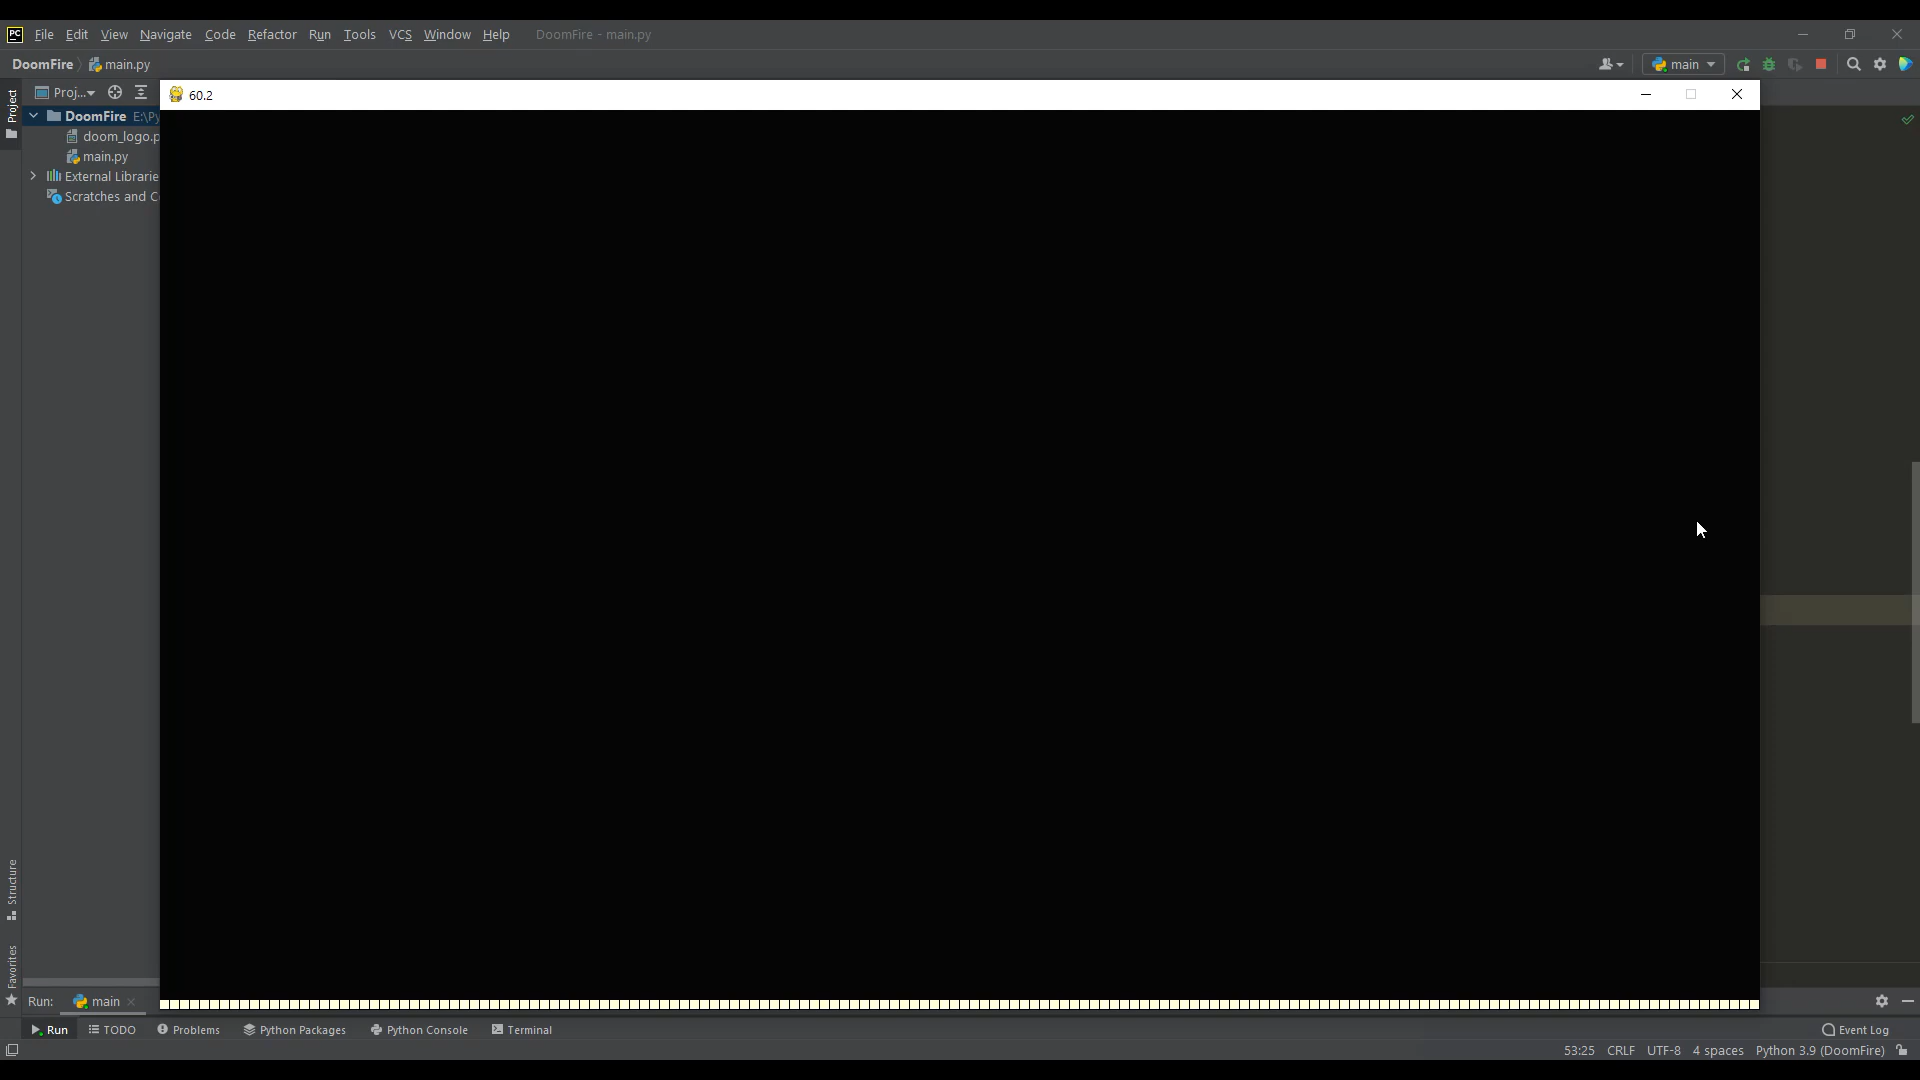 PC File Edit View Navigate Code Refactor Run Tools VCS Window Help DoomFire - main.py
DoomFire main.py main
Project Proj... 60.2
DoomFire E:\Py
doom_logo.p
main.py
External Librarie
Scratches and C
Structure
Favorites
Run: main
Run TODO Problems Python Packages Python Console Terminal Event Log
53:25 CRLF UTF-8 4 spaces Python 3.9 (DoomFire)